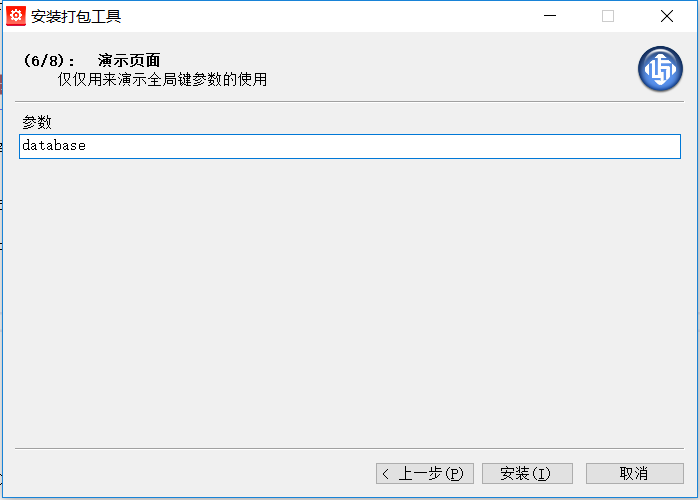 安装打包工具
(6/8): 演示页面
仅仅用来演示全局键参数的使用
参数
database
< 上一步(P) 安装(I) 取消